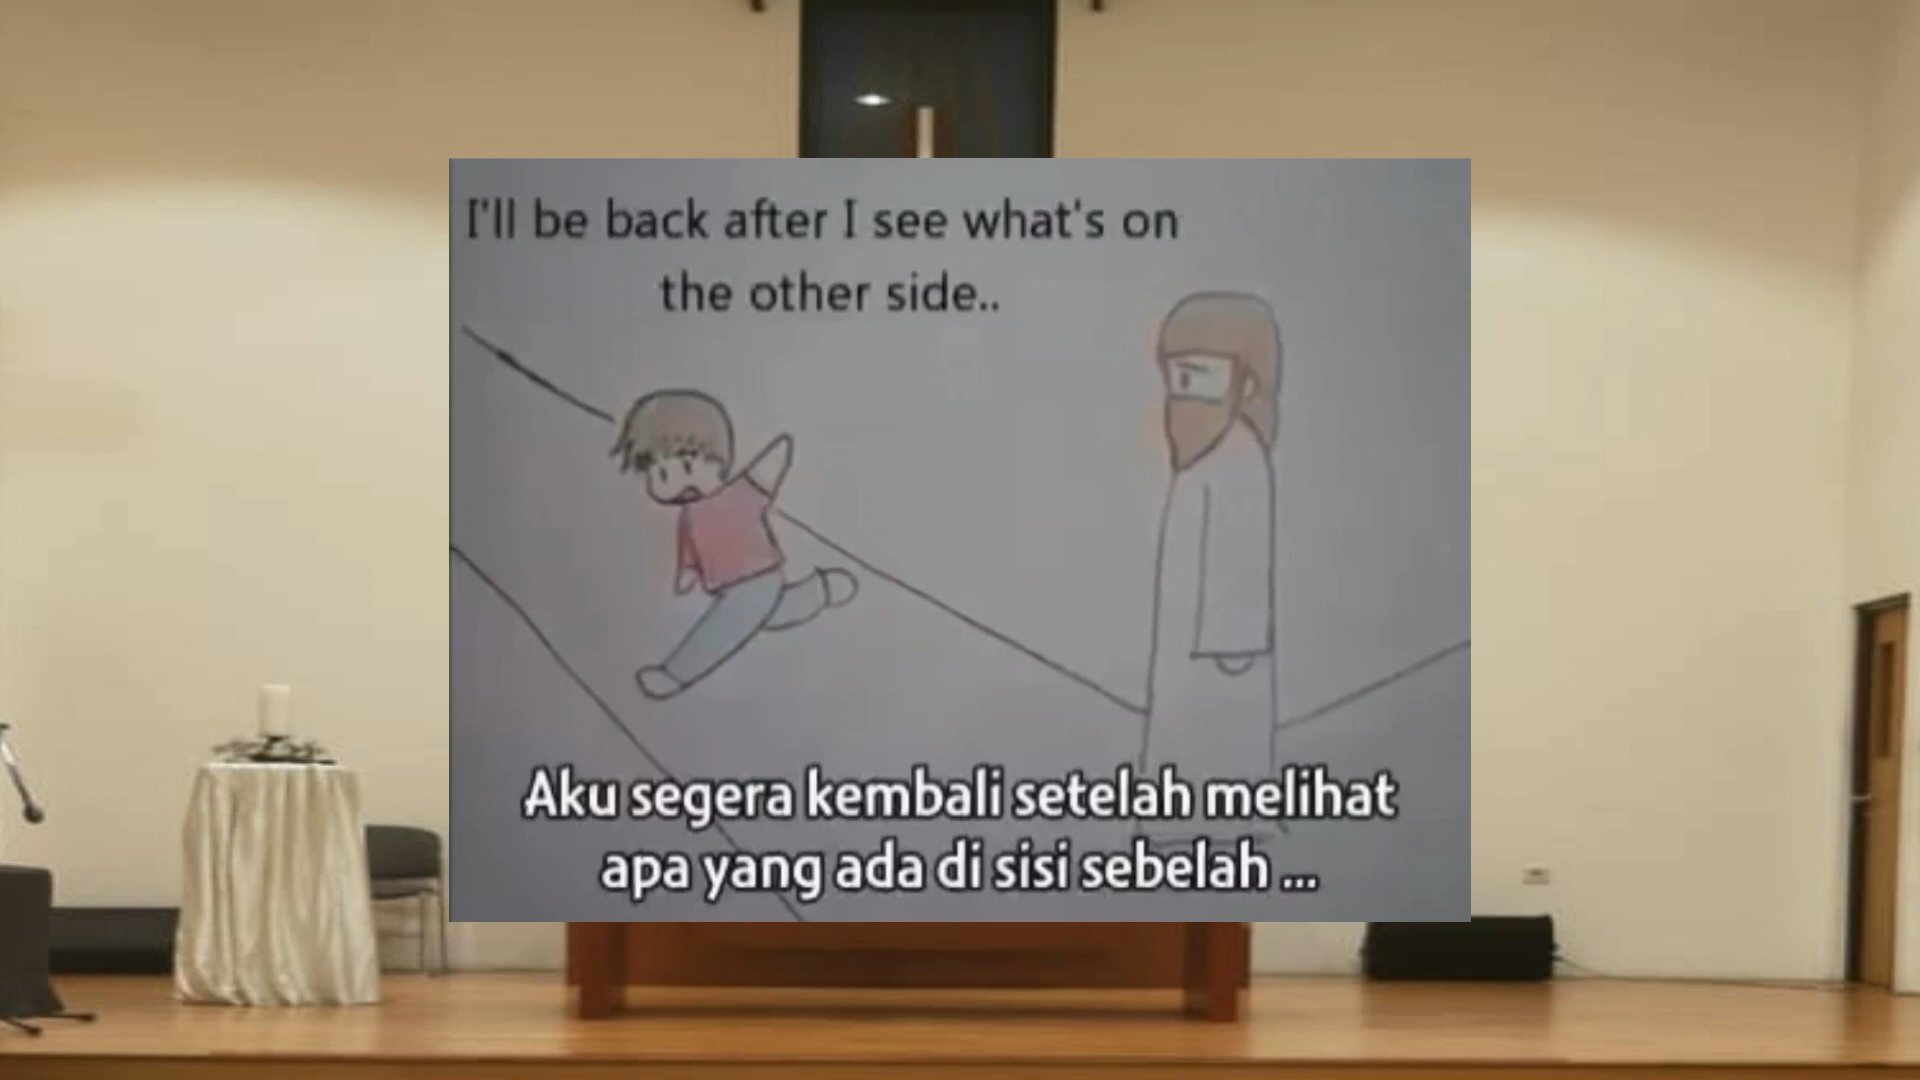 I'll be back after I see what's on
the other side..
Aku segera kembali setelah melihat
apa yang ada di sisi sebelah ...